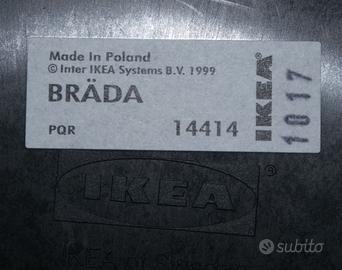 Made In Poland
© Inter IKEA Systems B.V. 1999
BRÄDA
PQR 14414
IKEA
1017
IKEA®
subito